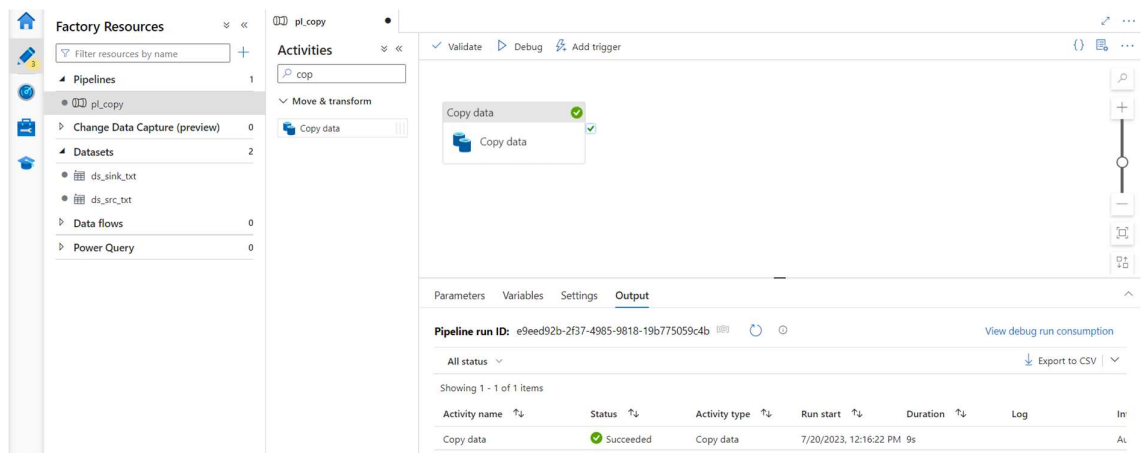 Factory Resources
Filter resources by name
Pipelines 1
pl_copy
Change Data Capture (preview) 0
Datasets 2
ds_sink_txt
ds_src_txt
Data flows 0
Power Query 0
3
pl_copy
Activities
cop
Move & transform
Copy data
Validate Debug Add trigger
Copy data
Copy data
Parameters Variables Settings Output
Pipeline run ID: e9eed92b-2f37-4985-9818-19b775059c4b View debug run consumption
All status Export to CSV
Showing 1 - 1 of 1 items
Activity name Status Activity type Run start Duration Log Int
Copy data Succeeded Copy data 7/20/2023, 12:16:22 PM 9s Au